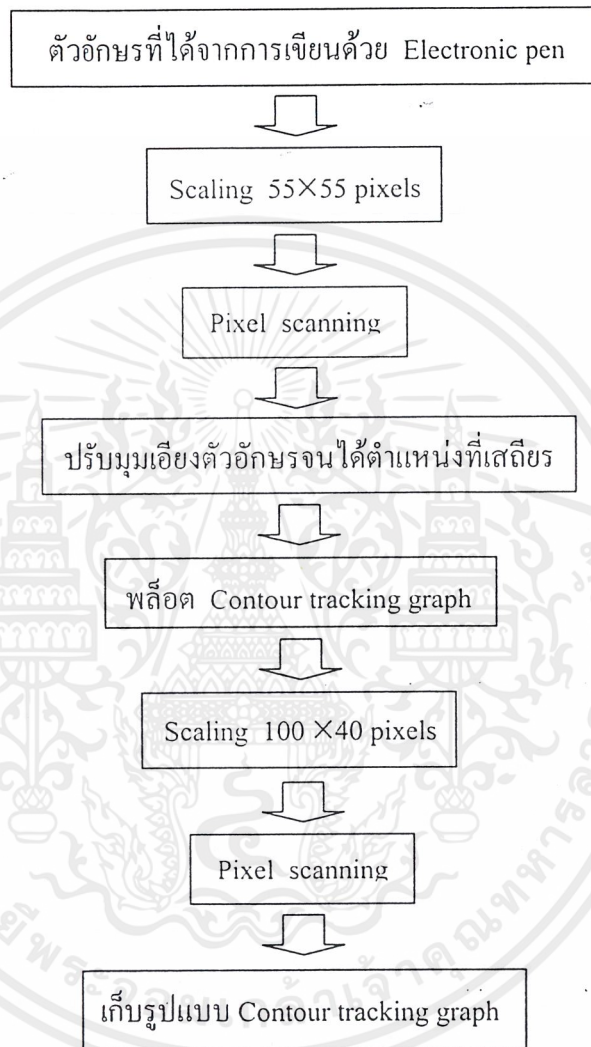 ตัวอักษรที่ได้จากการเขียนด้วย Electronic pen
Scaling 55×55 pixels
Pixel scanning
ปรับมุมเอียงตัวอักษรจนได้ตำแหน่งที่เสถียร
พล็อต Contour tracking graph
Scaling 100 ×40 pixels
Pixel scanning
เก็บรูปแบบ Contour tracking graph